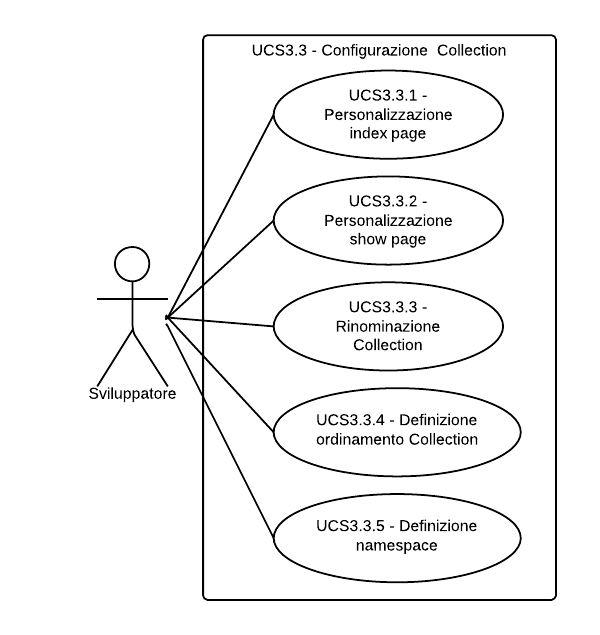 UCS3.3 - Configurazione Collection
UCS3.3.1 -
Personalizzazione
index page
UCS3.3.2 -
Personalizzazione
show page
UCS3.3.3 -
Rinominazione
Collection
Sviluppatore
UCS3.3.4 - Definizione
ordinamento Collection
UCS3.3.5 - Definizione
namespace